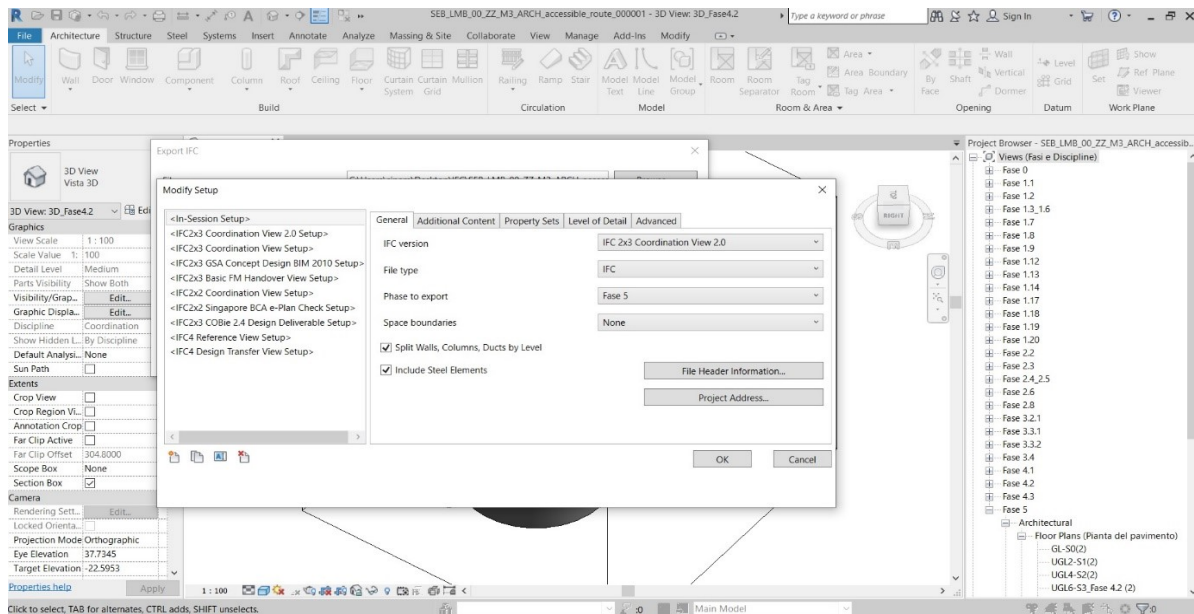 SEB_LMB_00_ZZ_M3_ARCH_accessible_route_000001 - 3D View: 3D_Fase4.2
Type a keyword or phrase
Sign In
File Architecture Structure Steel Systems Insert Annotate Analyze Massing & Site Collaborate View Manage Add-Ins Modify
Modify Wall Door Window Component Column Roof Ceiling Floor Curtain System Curtain Grid Mullion Railing Ramp Stair Model Text Model Line Model Group Room Room Separator Tag Room Area Area Boundary Tag Area By Face Shaft Wall Vertical Dormer Level Grid Set Show Ref Plane Viewer
Select Build Circulation Model Room & Area Opening Datum Work Plane
Properties
3D View
Vista 3D
3D View: 3D_Fase4.2 Edi
Graphics
View Scale 1 : 100
Scale Value 1: 100
Detail Level Medium
Parts Visibility Show Both
Visibility/Grap... Edit...
Graphic Displa... Edit...
Discipline Coordination
Show Hidden L... By Discipline
Default Analysi... None
Sun Path
Extents
Crop View
Crop Region Vi...
Annotation Crop
Far Clip Active
Far Clip Offset 304.8000
Scope Box None
Section Box
Camera
Rendering Sett... Edit...
Locked Orienta...
Projection Mode Orthographic
Eye Elevation 37.7345
Target Elevation -22.5953
Properties help Apply
Export IFC
Modify Setup
<In-Session Setup>
<IFC2x3 Coordination View 2.0 Setup>
<IFC2x3 Coordination View Setup>
<IFC2x3 GSA Concept Design BIM 2010 Setup>
<IFC2x3 Basic FM Handover View Setup>
<IFC2x2 Coordination View Setup>
<IFC2x2 Singapore BCA e-Plan Check Setup>
<IFC2x3 COBie 2.4 Design Deliverable Setup>
<IFC4 Reference View Setup>
<IFC4 Design Transfer View Setup>
General Additional Content Property Sets Level of Detail Advanced
IFC version IFC 2x3 Coordination View 2.0
File type IFC
Phase to export Fase 5
Space boundaries None
Split Walls, Columns, Ducts by Level
Include Steel Elements
File Header Information...
Project Address...
OK Cancel
RIGHT
Project Browser - SEB_LMB_00_ZZ_M3_ARCH_accessib...
Views (Fasi e Discipline)
Fase 0
Fase 1.1
Fase 1.2
Fase 1.3_1.6
Fase 1.7
Fase 1.8
Fase 1.9
Fase 1.12
Fase 1.13
Fase 1.14
Fase 1.17
Fase 1.18
Fase 1.19
Fase 1.20
Fase 2.2
Fase 2.3
Fase 2.4_2.5
Fase 2.6
Fase 2.8
Fase 3.2.1
Fase 3.3.1
Fase 3.3.2
Fase 3.4
Fase 4.1
Fase 4.2
Fase 4.3
Fase 5
Architectural
Floor Plans (Pianta del pavimento)
GL-S0(2)
UGL2-S1(2)
UGL4-S2(2)
UGL6-S3_Fase 4.2 (2)
1 : 100
Click to select, TAB for alternates, CTRL adds, SHIFT unselects.
:0 Main Model
:0